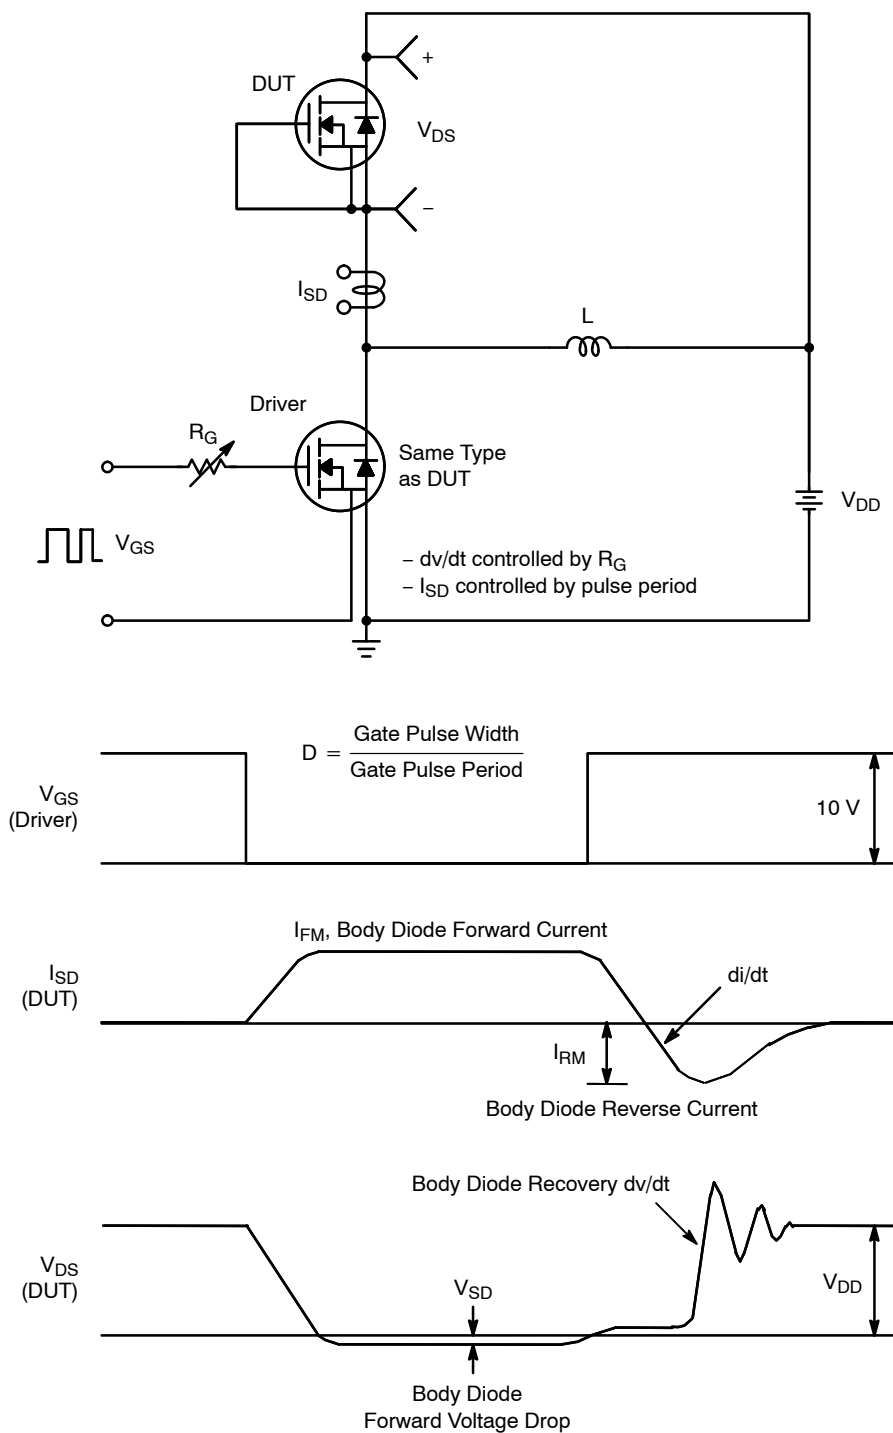 DUT
+
V_DS
−
I_SD
L
Driver
R_G
Same Type
as DUT
V_DD
V_GS
− dv/dt controlled by R_G
− I_SD controlled by pulse period
D = Gate Pulse Width / Gate Pulse Period
V_GS
(Driver)
10 V
I_FM, Body Diode Forward Current
I_SD
(DUT)
di/dt
I_RM
Body Diode Reverse Current
Body Diode Recovery dv/dt
V_DS
(DUT)
V_SD
V_DD
Body Diode
Forward Voltage Drop